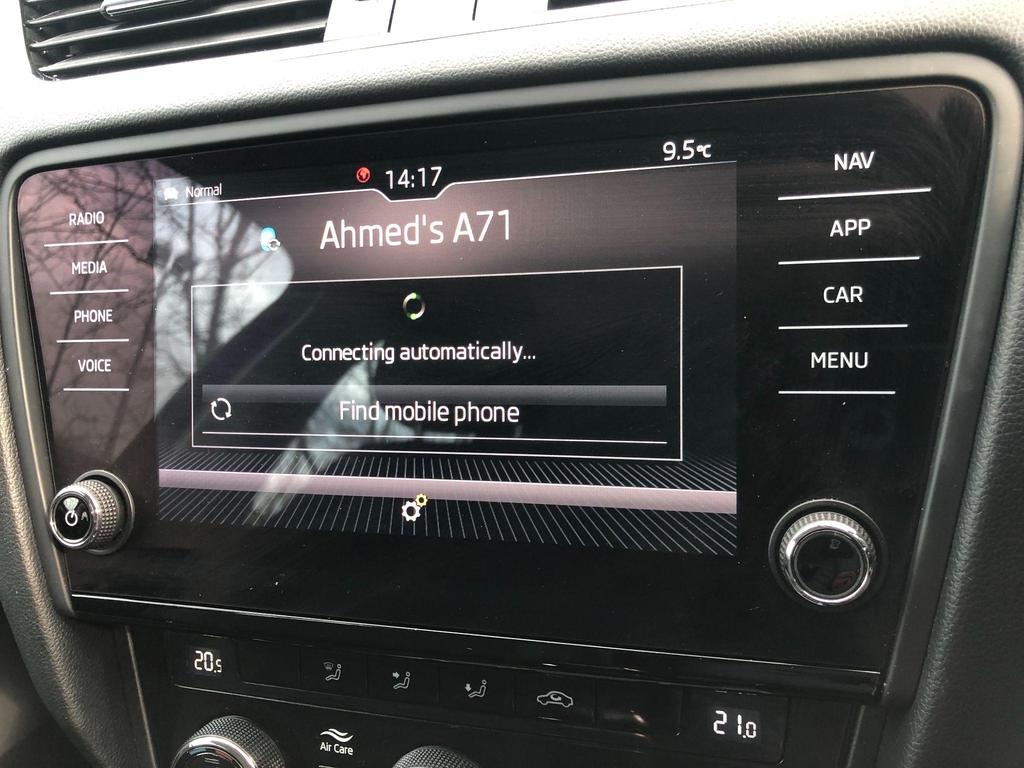 Normal
14:17
9.5°C
NAV
RADIO
Ahmed's A71
APP
MEDIA
CAR
PHONE
Connecting automatically...
VOICE
MENU
Find mobile phone
20.5
21.0
Air Care